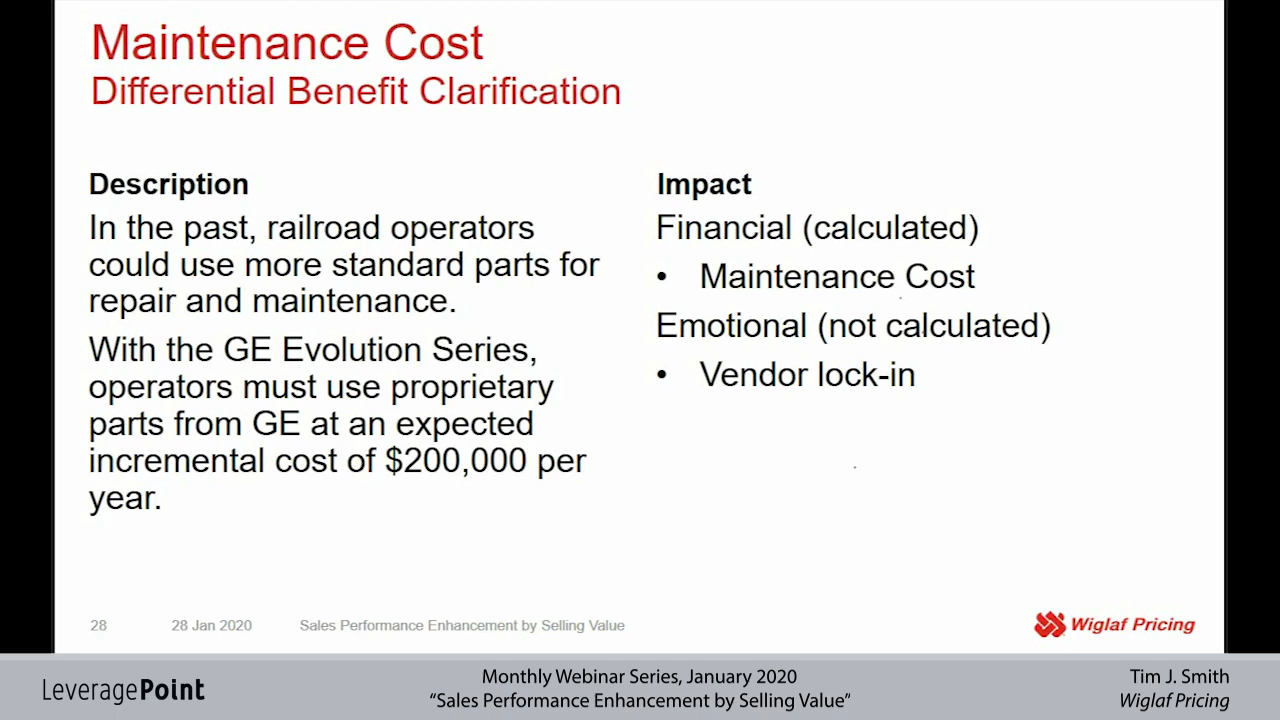 Maintenance Cost
Differential Benefit Clarification
Description
In the past, railroad operators
could use more standard parts for
repair and maintenance.
With the GE Evolution Series,
operators must use proprietary
parts from GE at an expected
incremental cost of $200,000 per
year.
Impact
Financial (calculated)
• Maintenance Cost
Emotional (not calculated)
• Vendor lock-in
28 28 Jan 2020 Sales Performance Enhancement by Selling Value
Wiglaf Pricing
LeveragePoint
Monthly Webinar Series, January 2020
“Sales Performance Enhancement by Selling Value”
Tim J. Smith
Wiglaf Pricing